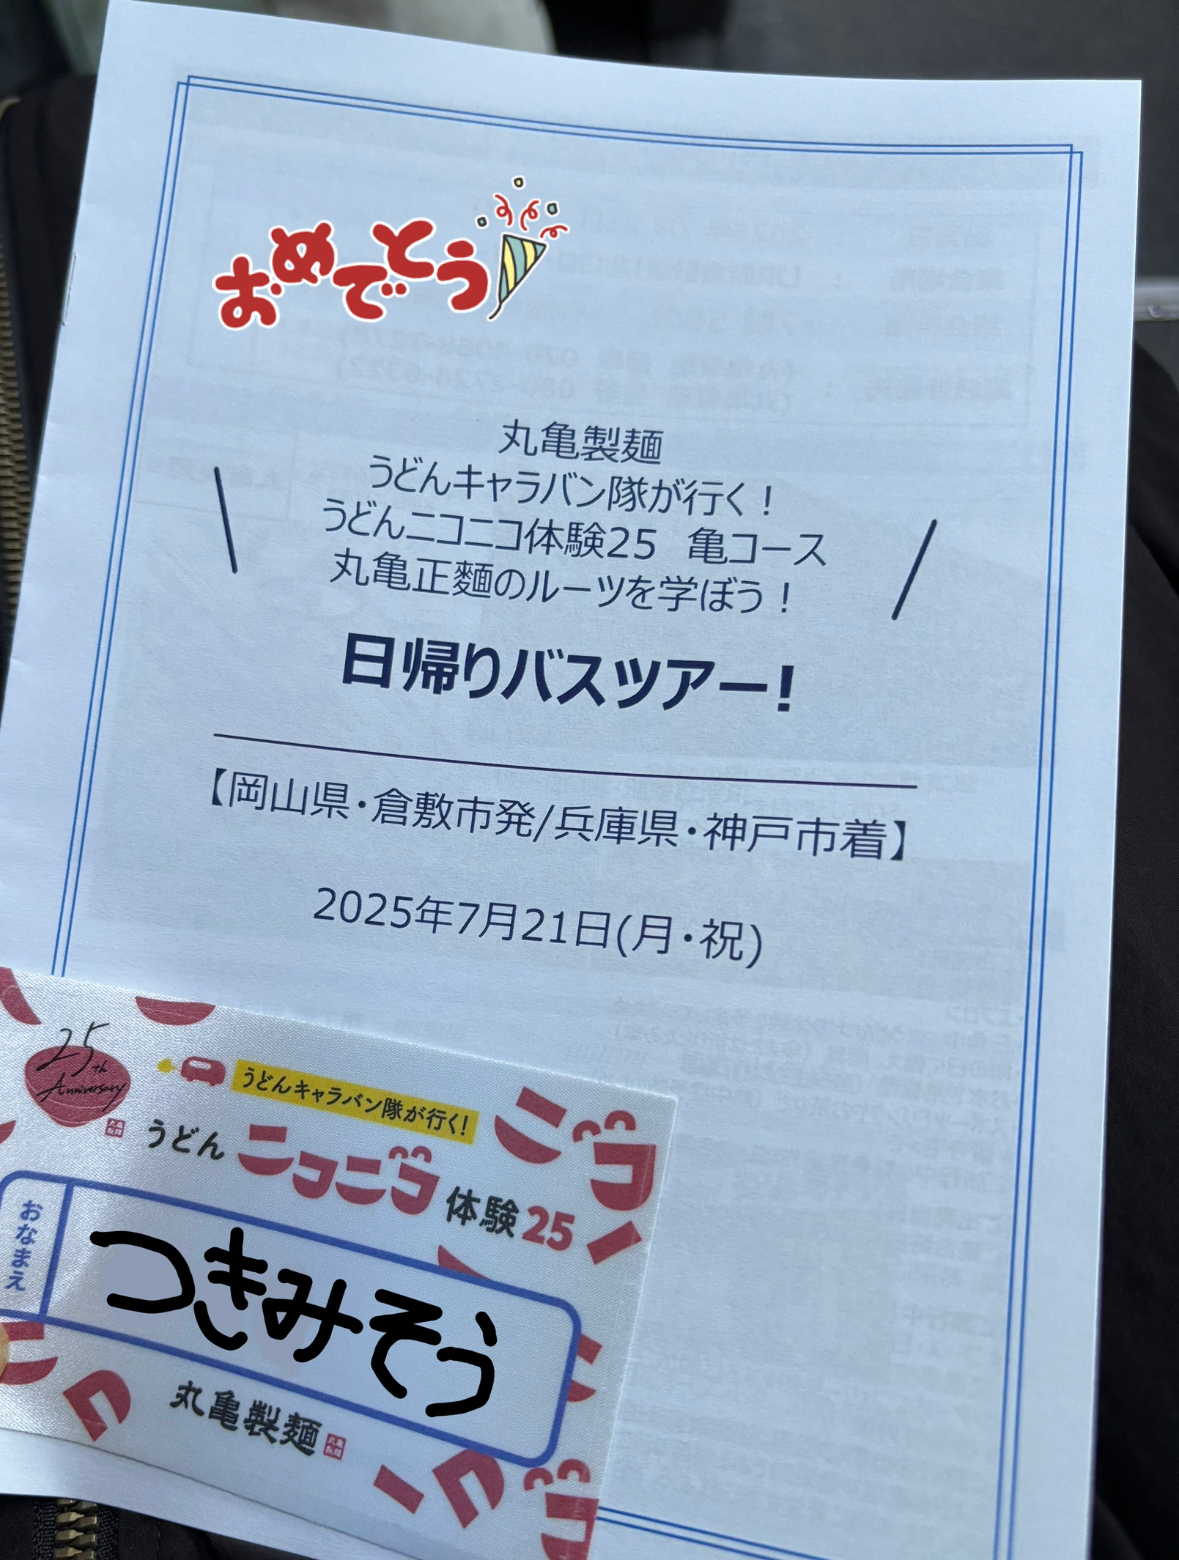 おめでとう
丸亀製麺
うどんキャラバン隊が行く！
うどんニコニコ体験25　亀コース
丸亀正麵のルーツを学ぼう！
日帰りバスツアー!
【岡山県・倉敷市発/兵庫県・神戸市着】
2025年7月21日(月・祝)
25th
Anniversary
うどんキャラバン隊が行く!
うどん ニコニコ 体験25
おなまえ
つきみそう
丸亀製麺